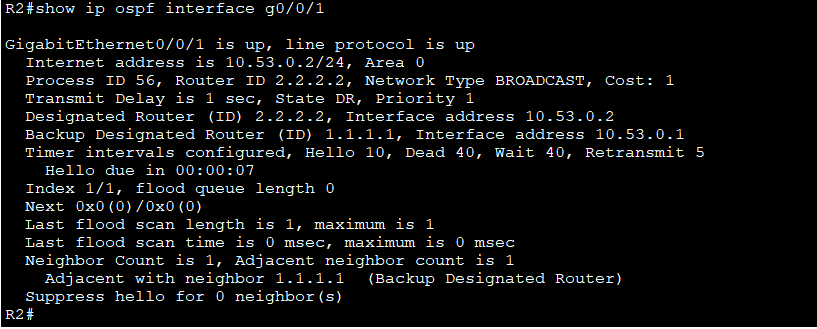 R2#show ip ospf interface g0/0/1
GigabitEthernet0/0/1 is up, line protocol is up
Internet address is 10.53.0.2/24, Area 0
Process ID 56, Router ID 2.2.2.2, Network Type BROADCAST, Cost: 1
Transmit Delay is 1 sec, State DR, Priority 1
Designated Router (ID) 2.2.2.2, Interface address 10.53.0.2
Backup Designated Router (ID) 1.1.1.1, Interface address 10.53.0.1
Timer intervals configured, Hello 10, Dead 40, Wait 40, Retransmit 5
Hello due in 00:00:07
Index 1/1, flood queue length 0
Next 0x0(0)/0x0(0)
Last flood scan length is 1, maximum is 1
Last flood scan time is 0 msec, maximum is 0 msec
Neighbor Count is 1, Adjacent neighbor count is 1
Adjacent with neighbor 1.1.1.1  (Backup Designated Router)
Suppress hello for 0 neighbor(s)
R2#